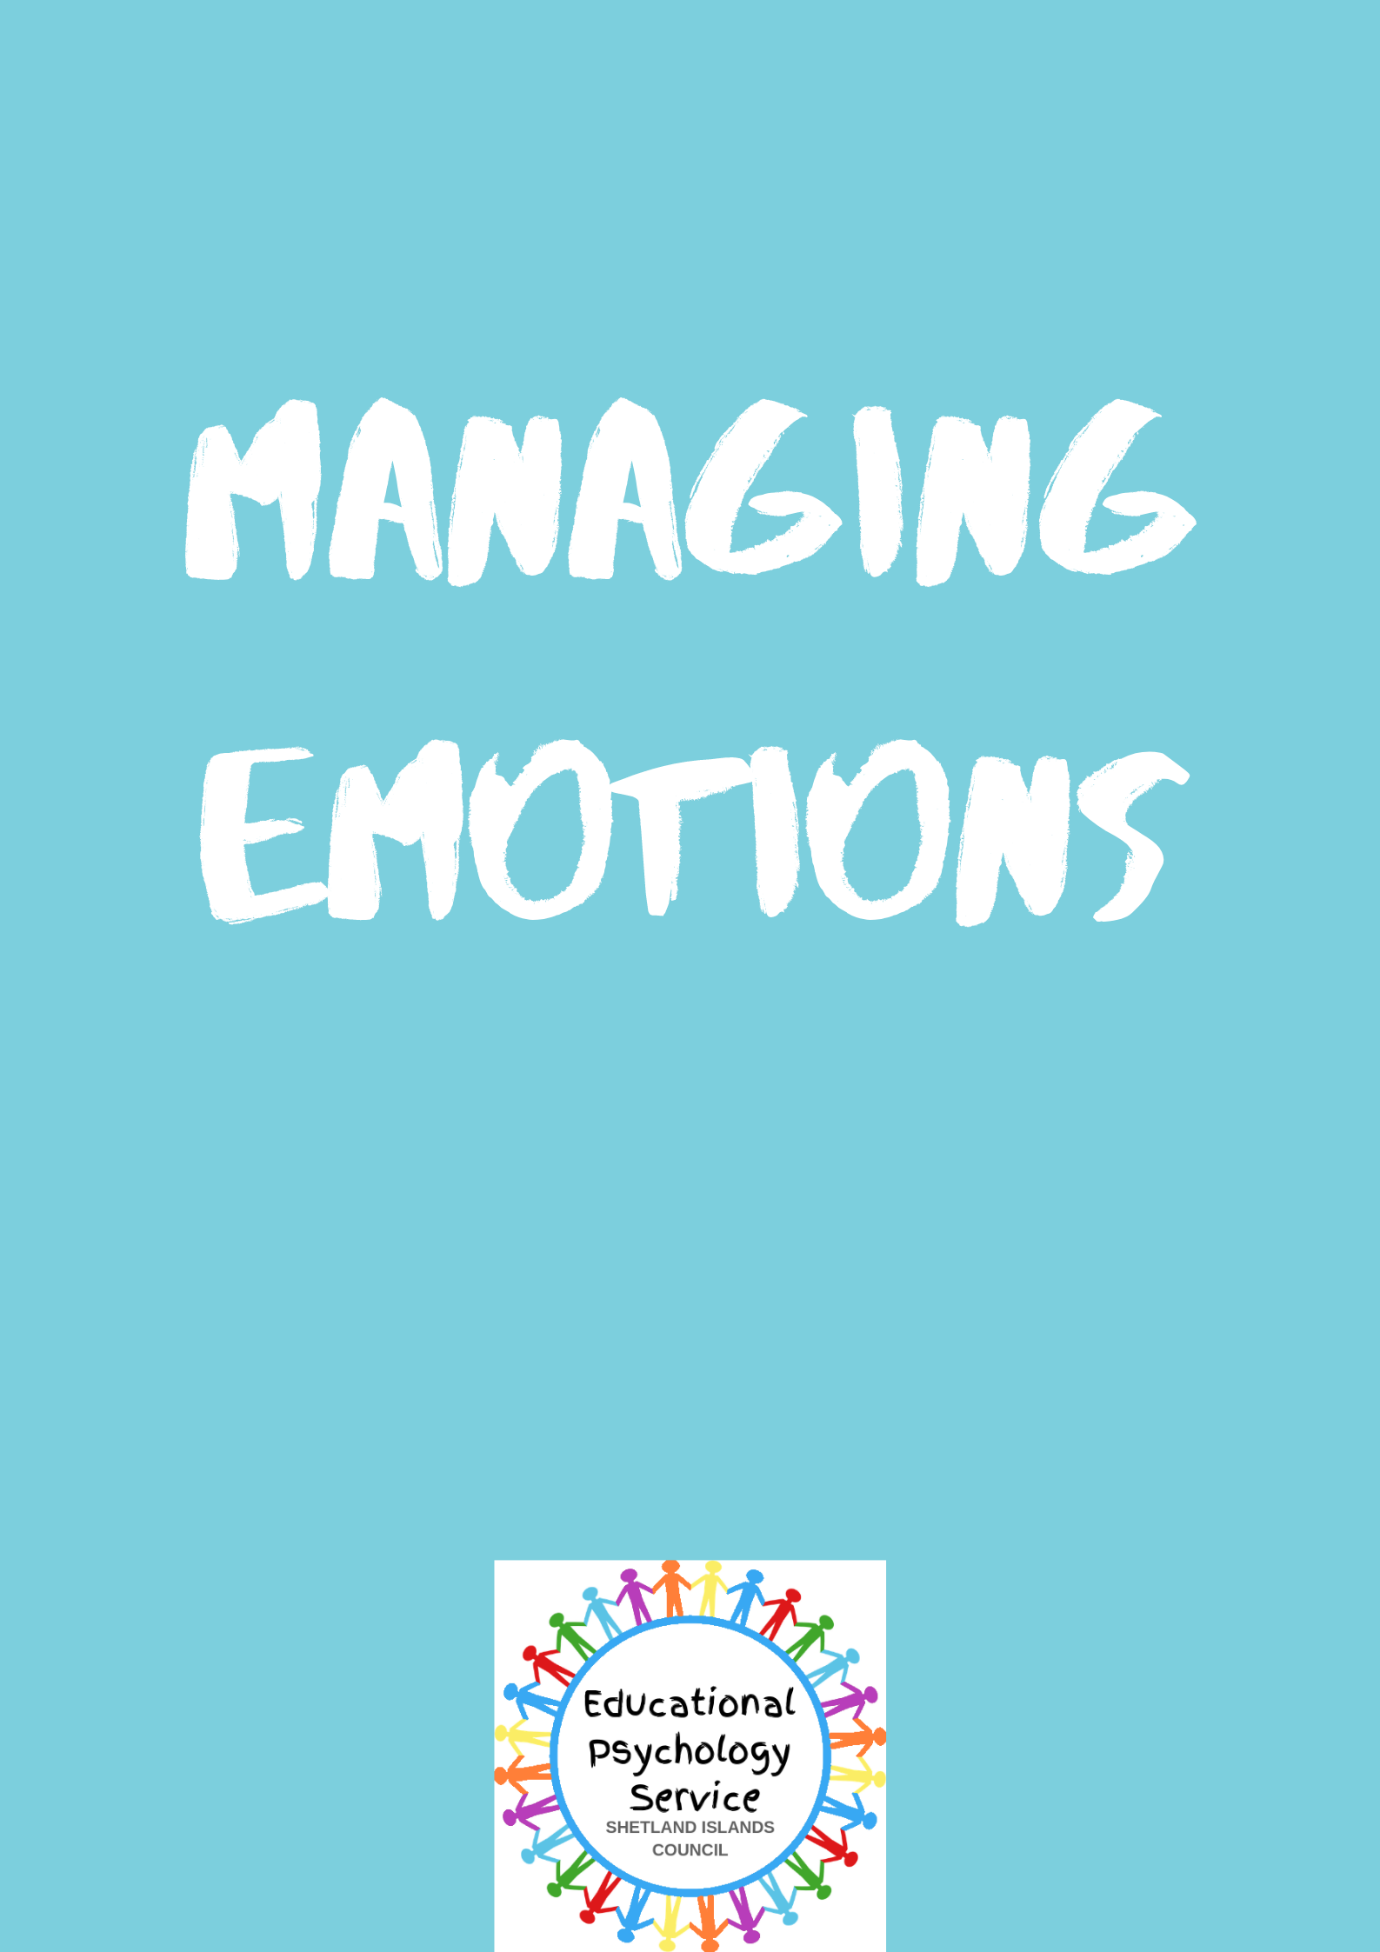 MANAGING
EMOTIONS
Educational
Psychology
Service
SHETLAND ISLANDS
COUNCIL